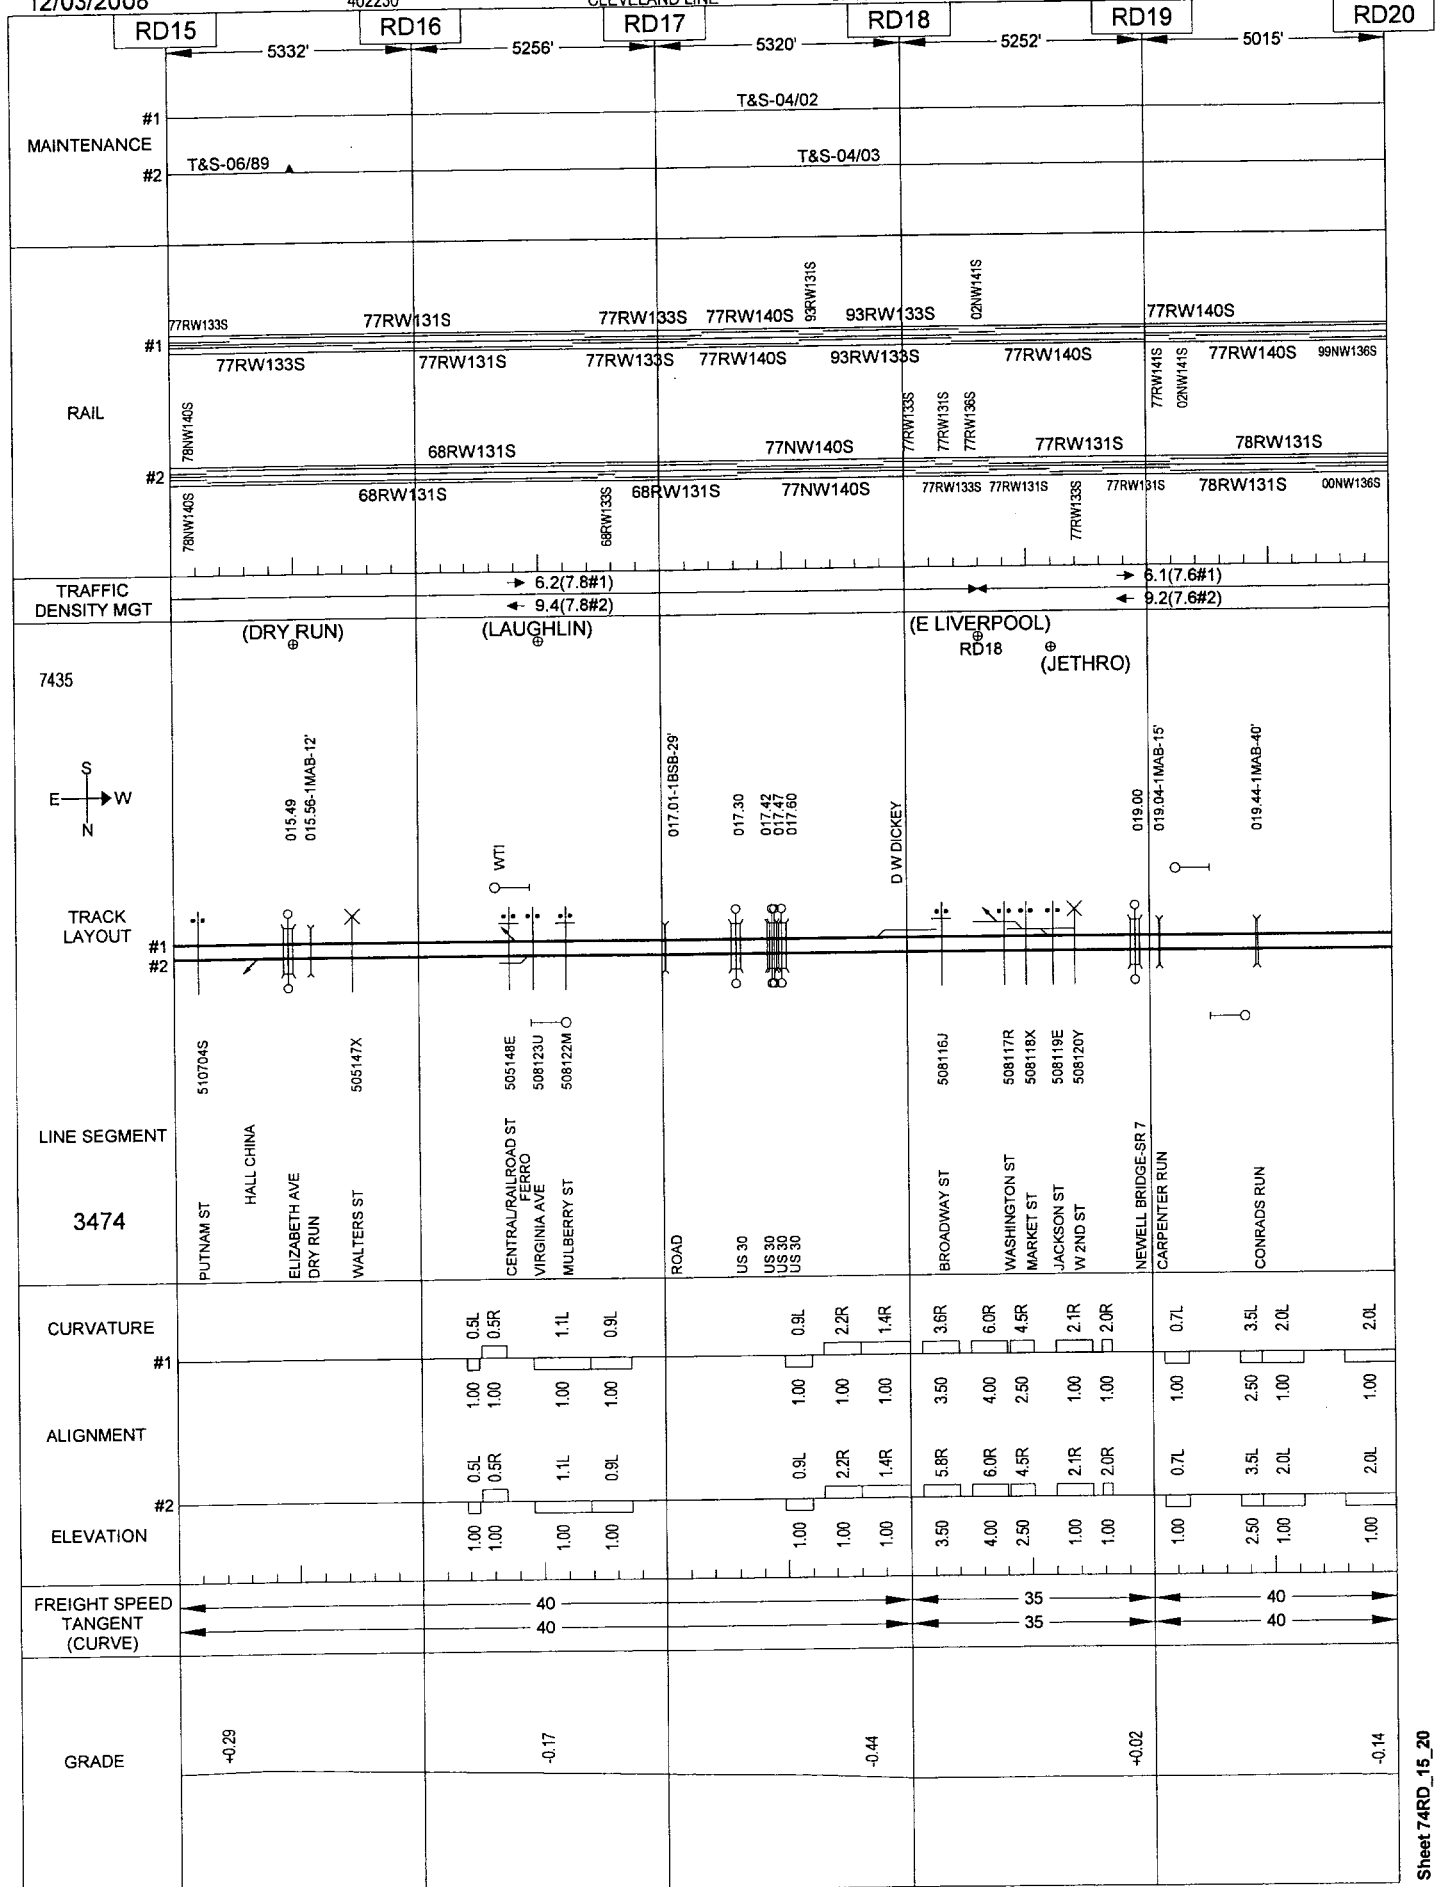 12/03/2008 402230 CLEVELAND LINE
RD15 RD16 RD17 RD18 RD19 RD20
5332' 5256' 5320' 5252' 5015'
MAINTENANCE
#1 T&S-04/02
#2 T&S-06/89 T&S-04/03
RAIL
93RW131S 02NW141S
77RW133S 77RW131S 77RW133S 77RW140S 93RW133S 77RW140S
#1
77RW133S 77RW131S 77RW133S 77RW140S 93RW133S 77RW140S 77RW141S 02NW141S 77RW140S 99NW136S
78NW140S 68RW131S 77NW140S 77RW133S 77RW131S 77RW136S 77RW131S 78RW131S
#2
78NW140S 68RW131S 68RW133S 68RW131S 77NW140S 77RW133S 77RW131S 77RW133S 77RW131S 78RW131S 00NW136S
TRAFFIC
DENSITY MGT
6.2(7.8#1) 6.1(7.6#1)
9.4(7.8#2) 9.2(7.6#2)
(DRY RUN) (LAUGHLIN) (E LIVERPOOL)
RD18
(JETHRO)
7435
S
E W
N
015.49
015.56-1MAB-12'
017.01-1BSB-29'
017.30
017.42
017.47
017.60
019.00
019.04-1MAB-15'
019.44-1MAB-40'
WTI
D W DICKEY
TRACK
LAYOUT
#1
#2
510704S
505147X
505148E
508123U
508122M
508116J
508117R
508118X
508119E
508120Y
LINE SEGMENT
3474
PUTNAM ST
HALL CHINA
ELIZABETH AVE
DRY RUN
WALTERS ST
CENTRAL/RAILROAD ST
FERRO
VIRGINIA AVE
MULBERRY ST
ROAD
US 30
US 30
US 30
US 30
BROADWAY ST
WASHINGTON ST
MARKET ST
JACKSON ST
W 2ND ST
NEWELL BRIDGE-SR 7
CARPENTER RUN
CONRADS RUN
CURVATURE
0.5L 0.5R 1.1L 0.9L 0.9L 2.2R 1.4R 3.6R 6.0R 4.5R 2.1R 2.0R 0.7L 3.5L 2.0L 2.0L
#1
1.00 1.00 1.00 1.00 1.00 1.00 1.00 3.50 4.00 2.50 1.00 1.00 1.00 2.50 1.00 1.00
ALIGNMENT
0.5L 0.5R 1.1L 0.9L 0.9L 2.2R 1.4R 5.8R 6.0R 4.5R 2.1R 2.0R 0.7L 3.5L 2.0L 2.0L
#2
ELEVATION
1.00 1.00 1.00 1.00 1.00 1.00 1.00 3.50 4.00 2.50 1.00 1.00 1.00 2.50 1.00 1.00
FREIGHT SPEED
TANGENT
(CURVE)
40 35 40
40 35 40
GRADE
+0.29 -0.17 -0.44 +0.02 -0.14
Sheet 74RD_15_20